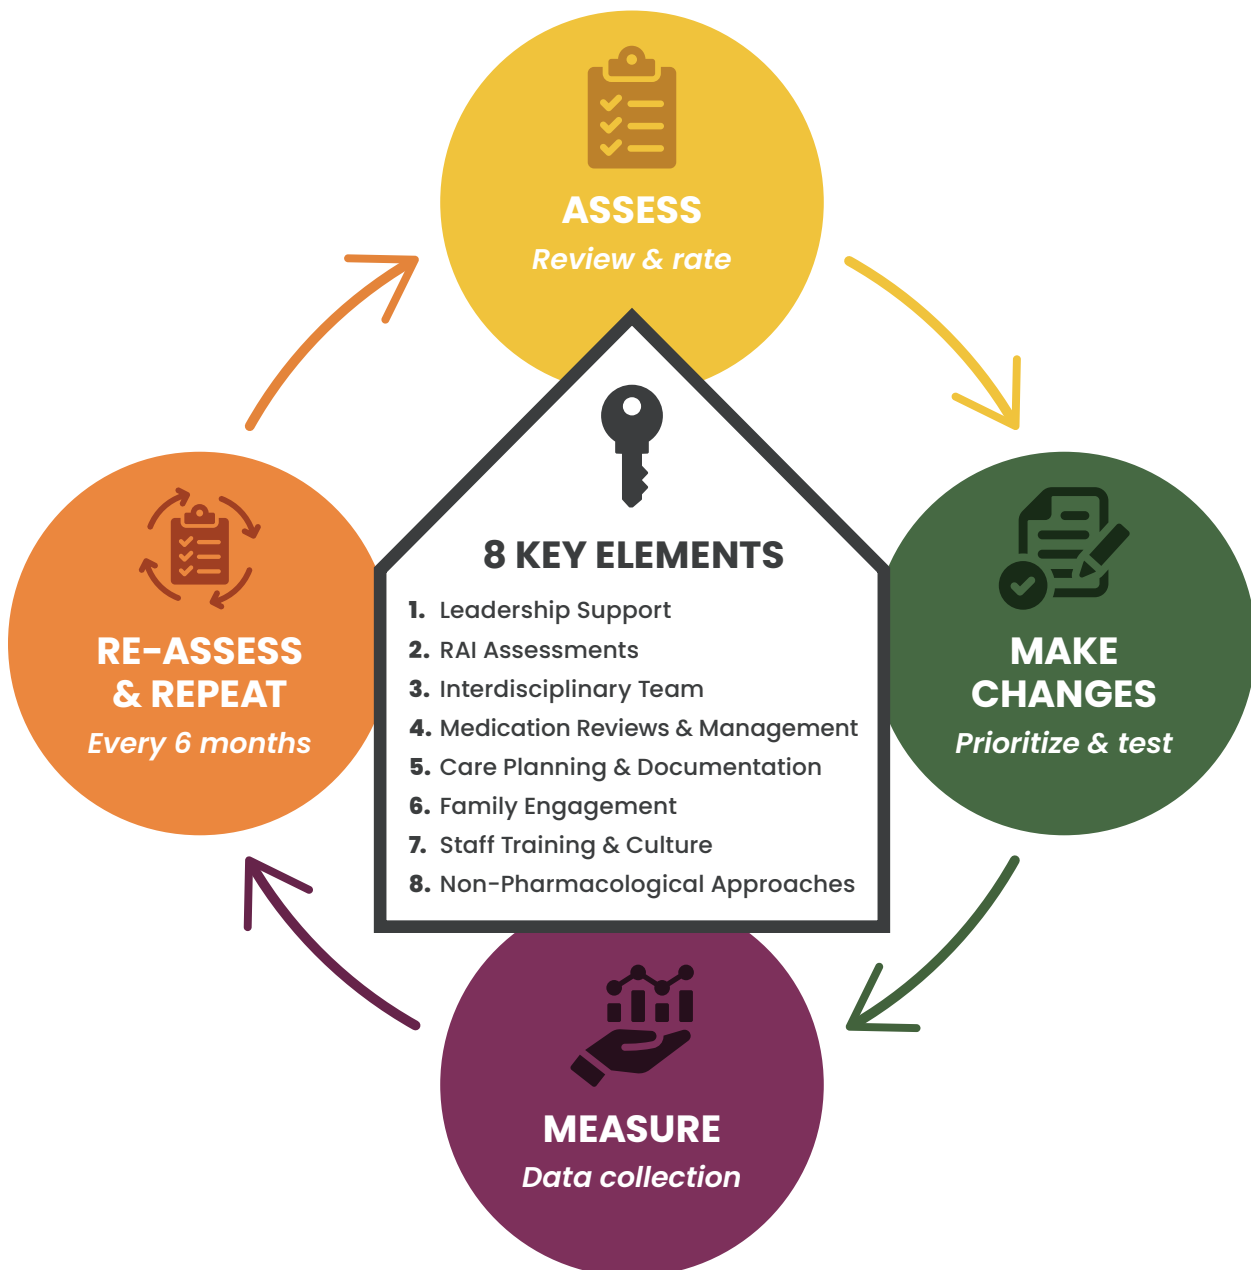 ASSESS
Review & rate
8 KEY ELEMENTS
1. Leadership Support
2. RAI Assessments
3. Interdisciplinary Team
4. Medication Reviews & Management
5. Care Planning & Documentation
6. Family Engagement
7. Staff Training & Culture
8. Non-Pharmacological Approaches
MAKE
CHANGES
Prioritize & test
MEASURE
Data collection
RE-ASSESS
& REPEAT
Every 6 months